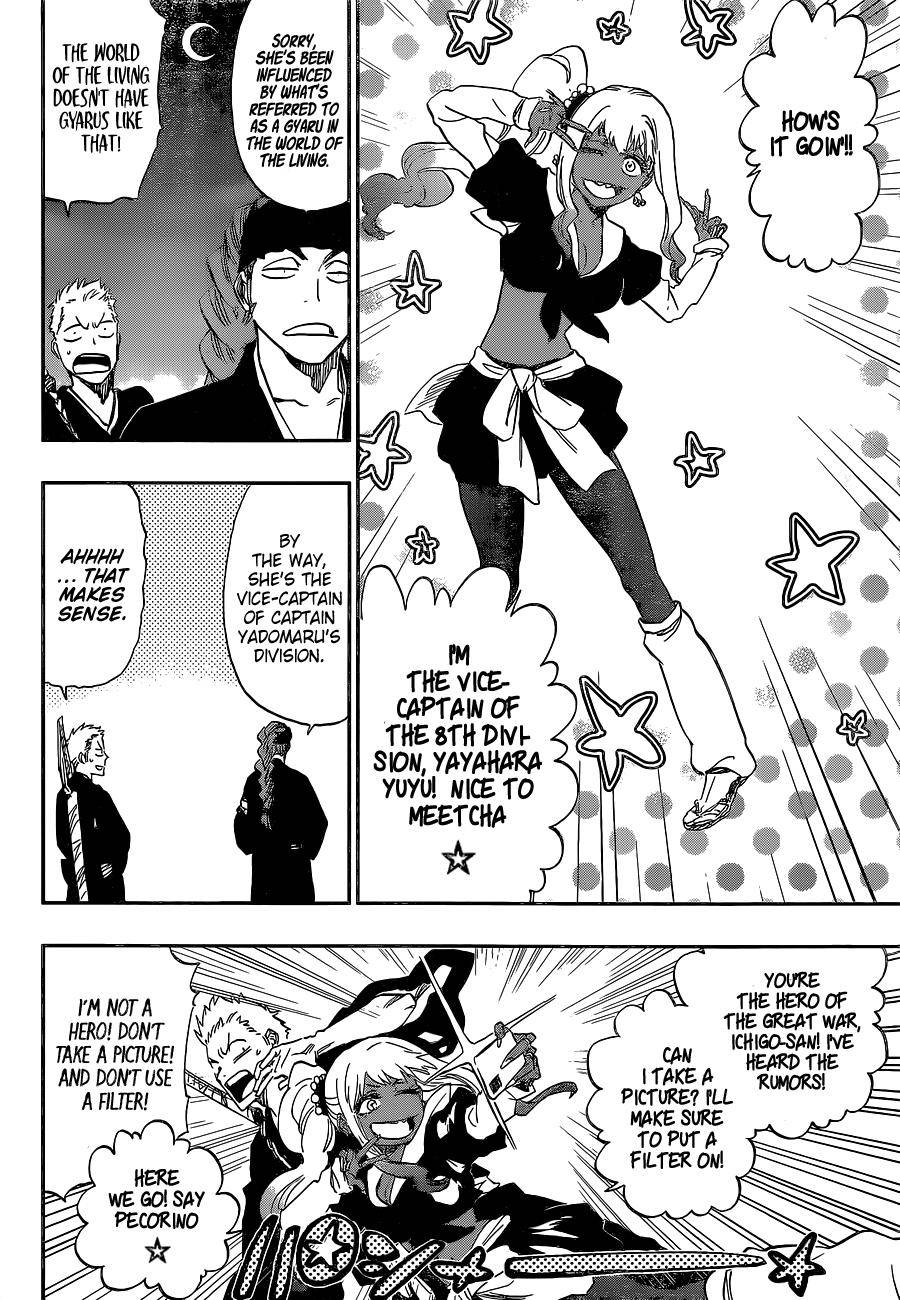 HOW'S
IT GOIN'!!
I'M
THE VICE-
CAPTAIN OF
THE 8TH DIVI-
SION, YAYAHARA
YUYU! NICE TO
MEETCHA
☆
SORRY,
SHE'S BEEN
INFLUENCED
BY WHAT'S
REFERRED TO
AS A GYARU IN
THE WORLD OF
THE LIVING.
THE WORLD
OF THE LIVING
DOESN'T HAVE
GYARUS LIKE
THAT!
BY
THE WAY,
SHE'S THE
VICE-CAPTAIN
OF CAPTAIN
YADOMARU'S
DIVISION.
AHHHH
... THAT
MAKES
SENSE.
YOU'RE
THE HERO OF
THE GREAT WAR,
ICHIGO-SAN! I'VE
HEARD THE
RUMORS!
CAN
I TAKE A
PICTURE? I'LL
MAKE SURE
TO PUT A
FILTER ON!
I'M NOT A
HERO! DON'T
TAKE A PICTURE!
AND DON'T USE
A FILTER!
HERE
WE GO! SAY
PECORINO
☆